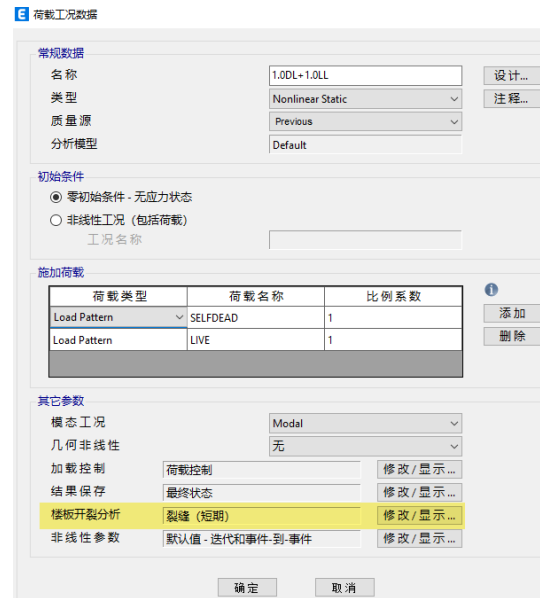 E 荷载工况数据
常规数据
名称 1.0DL+1.0LL 设计...
类型 Nonlinear Static 注释...
质量源 Previous
分析模型 Default
初始条件
零初始条件 - 无应力状态
非线性工况（包括荷载）
工况名称
施加荷载
荷载类型 荷载名称 比例系数
Load Pattern SELFDEAD 1 添加
Load Pattern LIVE 1 删除
其它参数
模态工况 Modal
几何非线性 无
加载控制 荷载控制 修改/显示...
结果保存 最终状态 修改/显示...
楼板开裂分析 裂缝（短期） 修改/显示...
非线性参数 默认值 - 迭代和事件-到-事件 修改/显示...
确定 取消